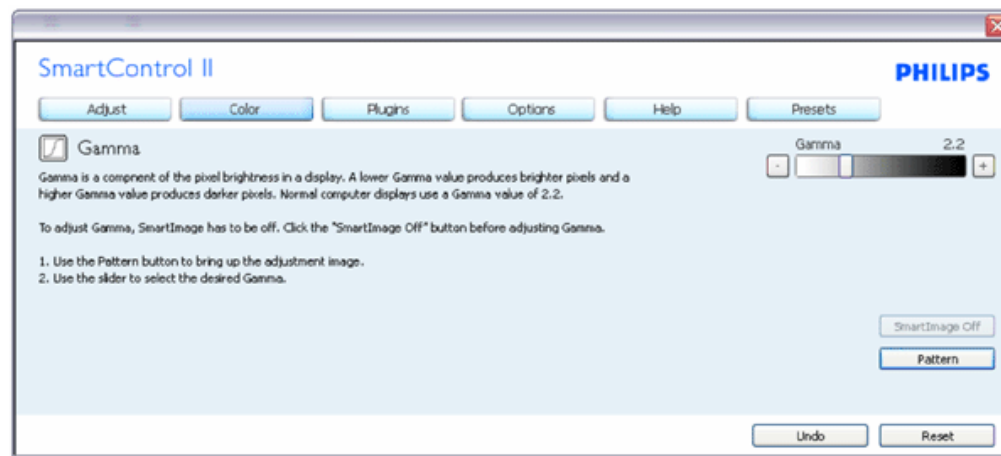 SmartControl II
PHILIPS
Adjust Color Plugins Options Help Presets
Gamma
Gamma 2.2
- +
Gamma is a compnent of the pixel brightness in a display. A lower Gamma value produces brighter pixels and a
higher Gamma value produces darker pixels. Normal computer displays use a Gamma value of 2.2.
To adjust Gamma, SmartImage has to be off. Click the "SmartImage Off" button before adjusting Gamma.
1. Use the Pattern button to bring up the adjustment image.
2. Use the slider to select the desired Gamma.
SmartImage Off
Pattern
Undo Reset